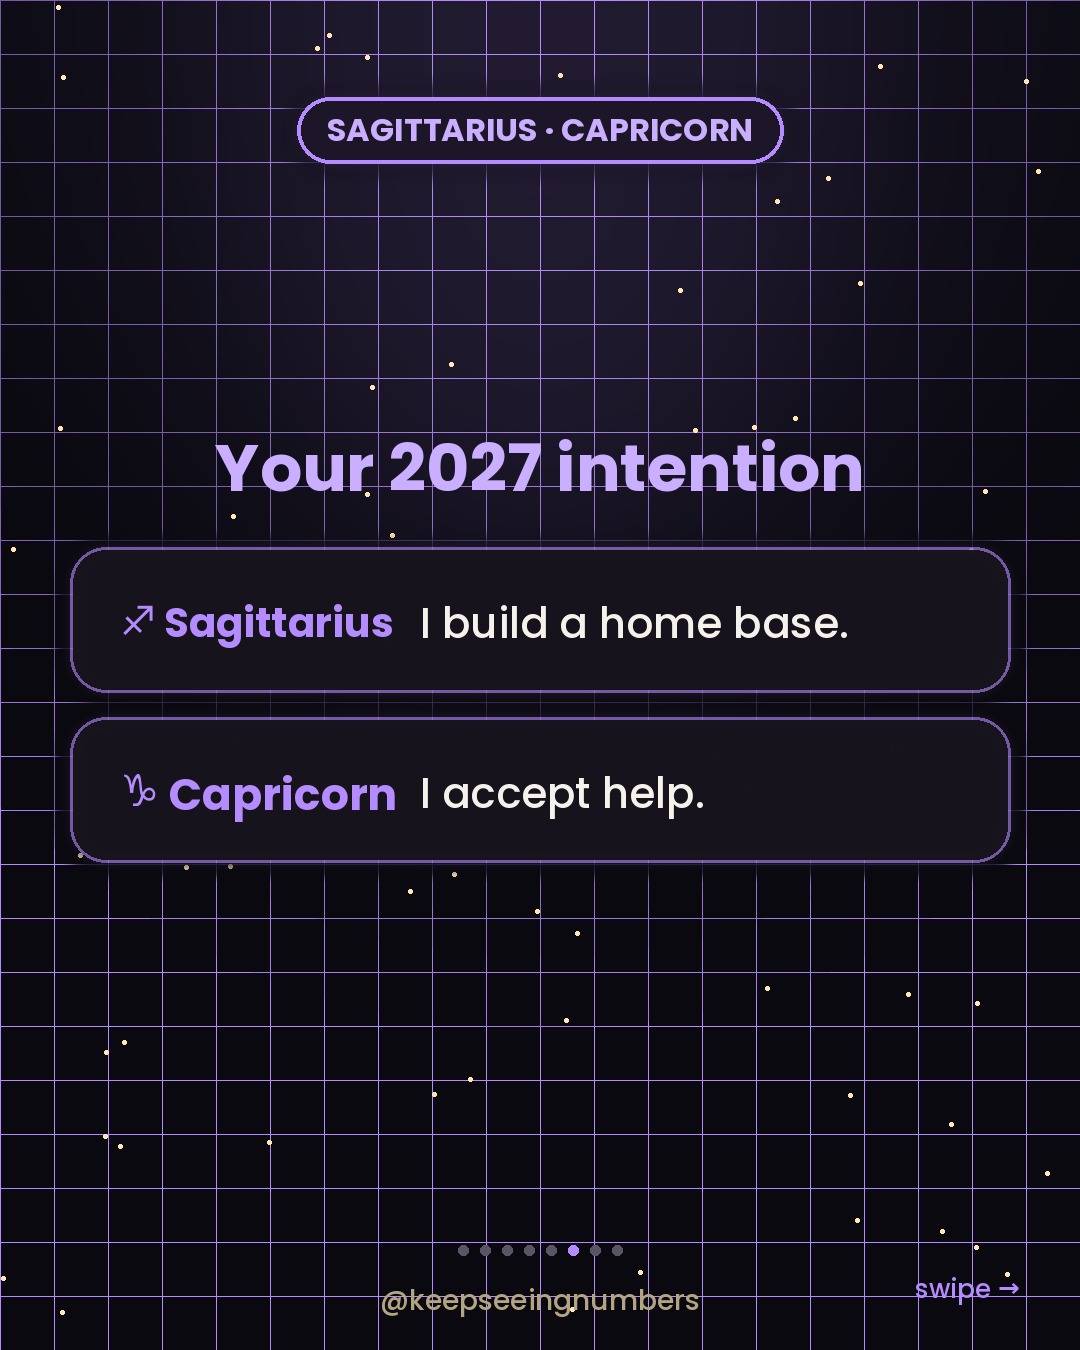 SAGITTARIUS · CAPRICORN
Your 2027 intention
♐ Sagittarius I build a home base.
♑ Capricorn I accept help.
@keepseeingnumbers
swipe →